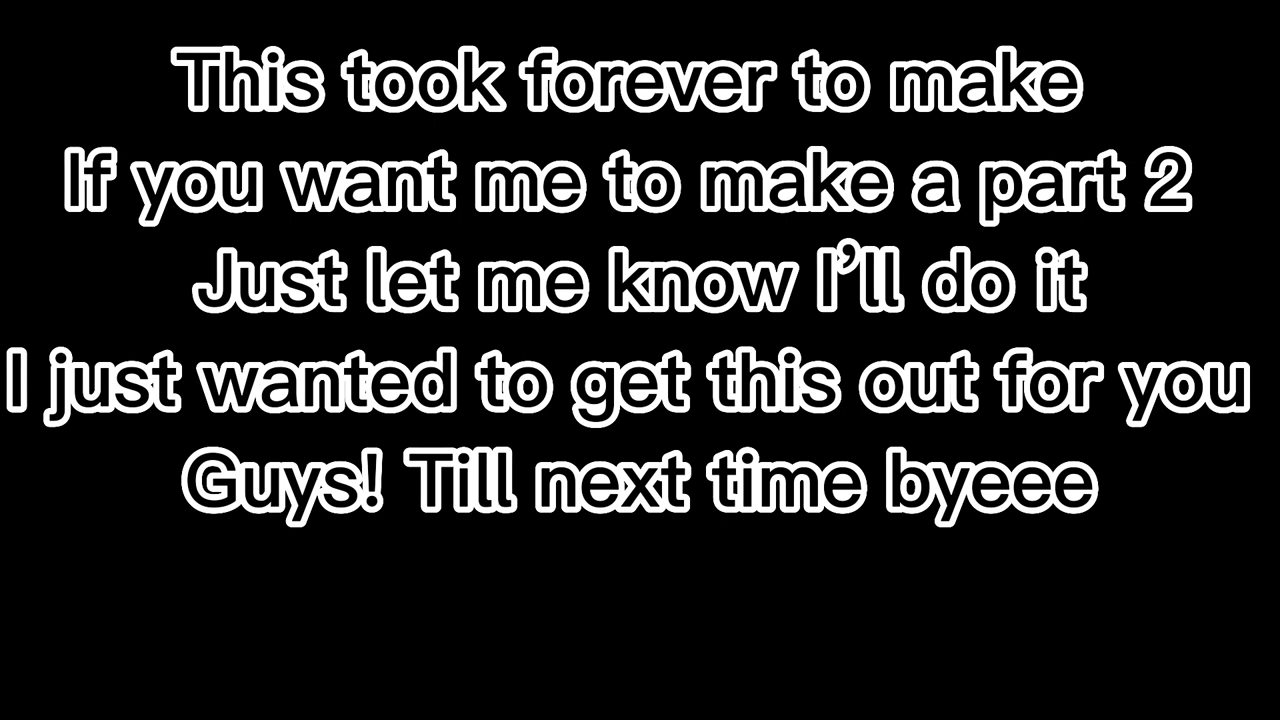 This took forever to make
If you want me to make a part 2
Just let me know I’ll do it
I just wanted to get this out for you
Guys! Till next time byeee